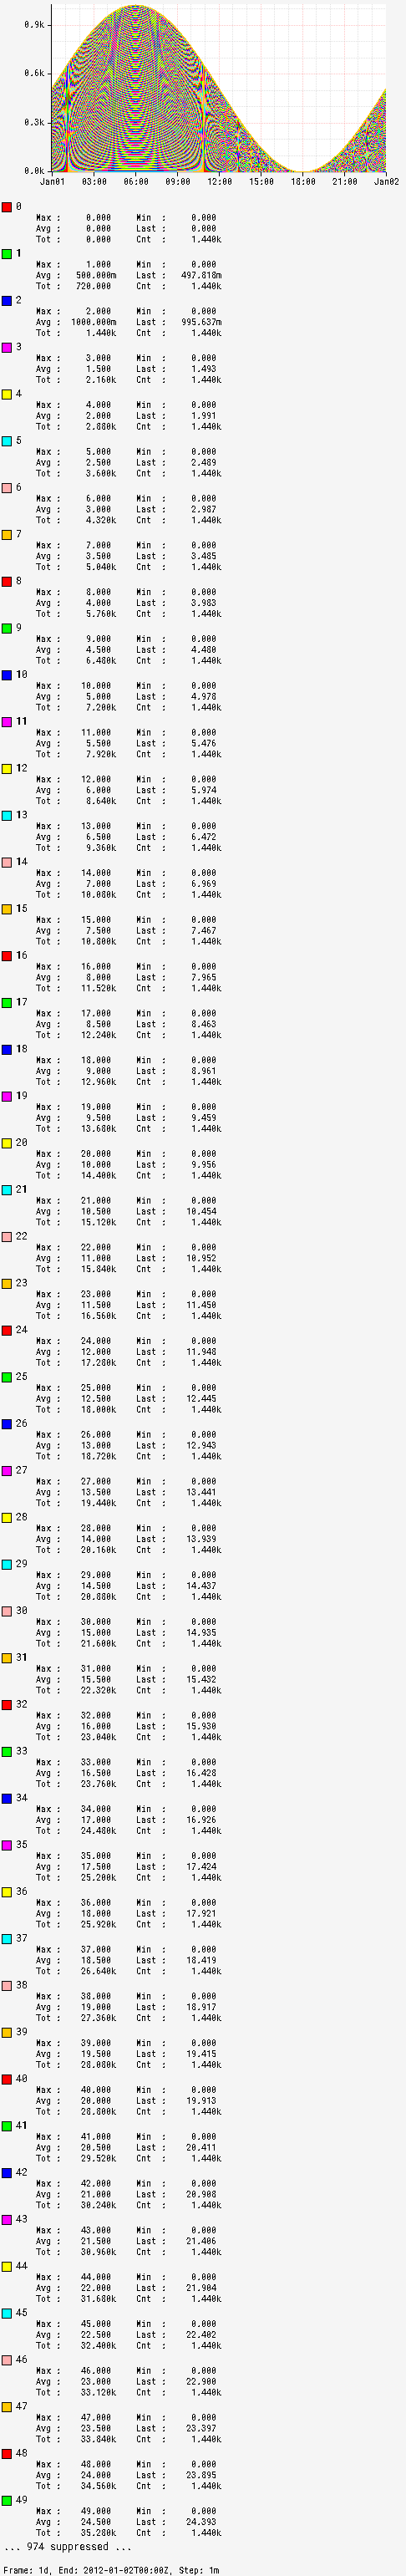 0.9k
0.6k
0.3k
0.0k
Jan01 03:00 06:00 09:00 12:00 15:00 18:00 21:00 Jan02
0
Max : 0.000 Min : 0.000
Avg : 0.000 Last : 0.000
Tot : 0.000 Cnt : 1.440k
1
Max : 1.000 Min : 0.000
Avg : 500.000m Last : 497.818m
Tot : 720.000 Cnt : 1.440k
2
Max : 2.000 Min : 0.000
Avg : 1000.000m Last : 995.637m
Tot : 1.440k Cnt : 1.440k
3
Max : 3.000 Min : 0.000
Avg : 1.500 Last : 1.493
Tot : 2.160k Cnt : 1.440k
4
Max : 4.000 Min : 0.000
Avg : 2.000 Last : 1.991
Tot : 2.880k Cnt : 1.440k
5
Max : 5.000 Min : 0.000
Avg : 2.500 Last : 2.489
Tot : 3.600k Cnt : 1.440k
6
Max : 6.000 Min : 0.000
Avg : 3.000 Last : 2.987
Tot : 4.320k Cnt : 1.440k
7
Max : 7.000 Min : 0.000
Avg : 3.500 Last : 3.485
Tot : 5.040k Cnt : 1.440k
8
Max : 8.000 Min : 0.000
Avg : 4.000 Last : 3.983
Tot : 5.760k Cnt : 1.440k
9
Max : 9.000 Min : 0.000
Avg : 4.500 Last : 4.480
Tot : 6.480k Cnt : 1.440k
10
Max : 10.000 Min : 0.000
Avg : 5.000 Last : 4.978
Tot : 7.200k Cnt : 1.440k
11
Max : 11.000 Min : 0.000
Avg : 5.500 Last : 5.476
Tot : 7.920k Cnt : 1.440k
12
Max : 12.000 Min : 0.000
Avg : 6.000 Last : 5.974
Tot : 8.640k Cnt : 1.440k
13
Max : 13.000 Min : 0.000
Avg : 6.500 Last : 6.472
Tot : 9.360k Cnt : 1.440k
14
Max : 14.000 Min : 0.000
Avg : 7.000 Last : 6.969
Tot : 10.080k Cnt : 1.440k
15
Max : 15.000 Min : 0.000
Avg : 7.500 Last : 7.467
Tot : 10.800k Cnt : 1.440k
16
Max : 16.000 Min : 0.000
Avg : 8.000 Last : 7.965
Tot : 11.520k Cnt : 1.440k
17
Max : 17.000 Min : 0.000
Avg : 8.500 Last : 8.463
Tot : 12.240k Cnt : 1.440k
18
Max : 18.000 Min : 0.000
Avg : 9.000 Last : 8.961
Tot : 12.960k Cnt : 1.440k
19
Max : 19.000 Min : 0.000
Avg : 9.500 Last : 9.459
Tot : 13.680k Cnt : 1.440k
20
Max : 20.000 Min : 0.000
Avg : 10.000 Last : 9.956
Tot : 14.400k Cnt : 1.440k
21
Max : 21.000 Min : 0.000
Avg : 10.500 Last : 10.454
Tot : 15.120k Cnt : 1.440k
22
Max : 22.000 Min : 0.000
Avg : 11.000 Last : 10.952
Tot : 15.840k Cnt : 1.440k
23
Max : 23.000 Min : 0.000
Avg : 11.500 Last : 11.450
Tot : 16.560k Cnt : 1.440k
24
Max : 24.000 Min : 0.000
Avg : 12.000 Last : 11.948
Tot : 17.280k Cnt : 1.440k
25
Max : 25.000 Min : 0.000
Avg : 12.500 Last : 12.445
Tot : 18.000k Cnt : 1.440k
26
Max : 26.000 Min : 0.000
Avg : 13.000 Last : 12.943
Tot : 18.720k Cnt : 1.440k
27
Max : 27.000 Min : 0.000
Avg : 13.500 Last : 13.441
Tot : 19.440k Cnt : 1.440k
28
Max : 28.000 Min : 0.000
Avg : 14.000 Last : 13.939
Tot : 20.160k Cnt : 1.440k
29
Max : 29.000 Min : 0.000
Avg : 14.500 Last : 14.437
Tot : 20.880k Cnt : 1.440k
30
Max : 30.000 Min : 0.000
Avg : 15.000 Last : 14.935
Tot : 21.600k Cnt : 1.440k
31
Max : 31.000 Min : 0.000
Avg : 15.500 Last : 15.432
Tot : 22.320k Cnt : 1.440k
32
Max : 32.000 Min : 0.000
Avg : 16.000 Last : 15.930
Tot : 23.040k Cnt : 1.440k
33
Max : 33.000 Min : 0.000
Avg : 16.500 Last : 16.428
Tot : 23.760k Cnt : 1.440k
34
Max : 34.000 Min : 0.000
Avg : 17.000 Last : 16.926
Tot : 24.480k Cnt : 1.440k
35
Max : 35.000 Min : 0.000
Avg : 17.500 Last : 17.424
Tot : 25.200k Cnt : 1.440k
36
Max : 36.000 Min : 0.000
Avg : 18.000 Last : 17.921
Tot : 25.920k Cnt : 1.440k
37
Max : 37.000 Min : 0.000
Avg : 18.500 Last : 18.419
Tot : 26.640k Cnt : 1.440k
38
Max : 38.000 Min : 0.000
Avg : 19.000 Last : 18.917
Tot : 27.360k Cnt : 1.440k
39
Max : 39.000 Min : 0.000
Avg : 19.500 Last : 19.415
Tot : 28.080k Cnt : 1.440k
40
Max : 40.000 Min : 0.000
Avg : 20.000 Last : 19.913
Tot : 28.800k Cnt : 1.440k
41
Max : 41.000 Min : 0.000
Avg : 20.500 Last : 20.411
Tot : 29.520k Cnt : 1.440k
42
Max : 42.000 Min : 0.000
Avg : 21.000 Last : 20.908
Tot : 30.240k Cnt : 1.440k
43
Max : 43.000 Min : 0.000
Avg : 21.500 Last : 21.406
Tot : 30.960k Cnt : 1.440k
44
Max : 44.000 Min : 0.000
Avg : 22.000 Last : 21.904
Tot : 31.680k Cnt : 1.440k
45
Max : 45.000 Min : 0.000
Avg : 22.500 Last : 22.402
Tot : 32.400k Cnt : 1.440k
46
Max : 46.000 Min : 0.000
Avg : 23.000 Last : 22.900
Tot : 33.120k Cnt : 1.440k
47
Max : 47.000 Min : 0.000
Avg : 23.500 Last : 23.397
Tot : 33.840k Cnt : 1.440k
48
Max : 48.000 Min : 0.000
Avg : 24.000 Last : 23.895
Tot : 34.560k Cnt : 1.440k
49
Max : 49.000 Min : 0.000
Avg : 24.500 Last : 24.393
Tot : 35.280k Cnt : 1.440k
... 974 suppressed ...
Frame: 1d, End: 2012-01-02T00:00Z, Step: 1m